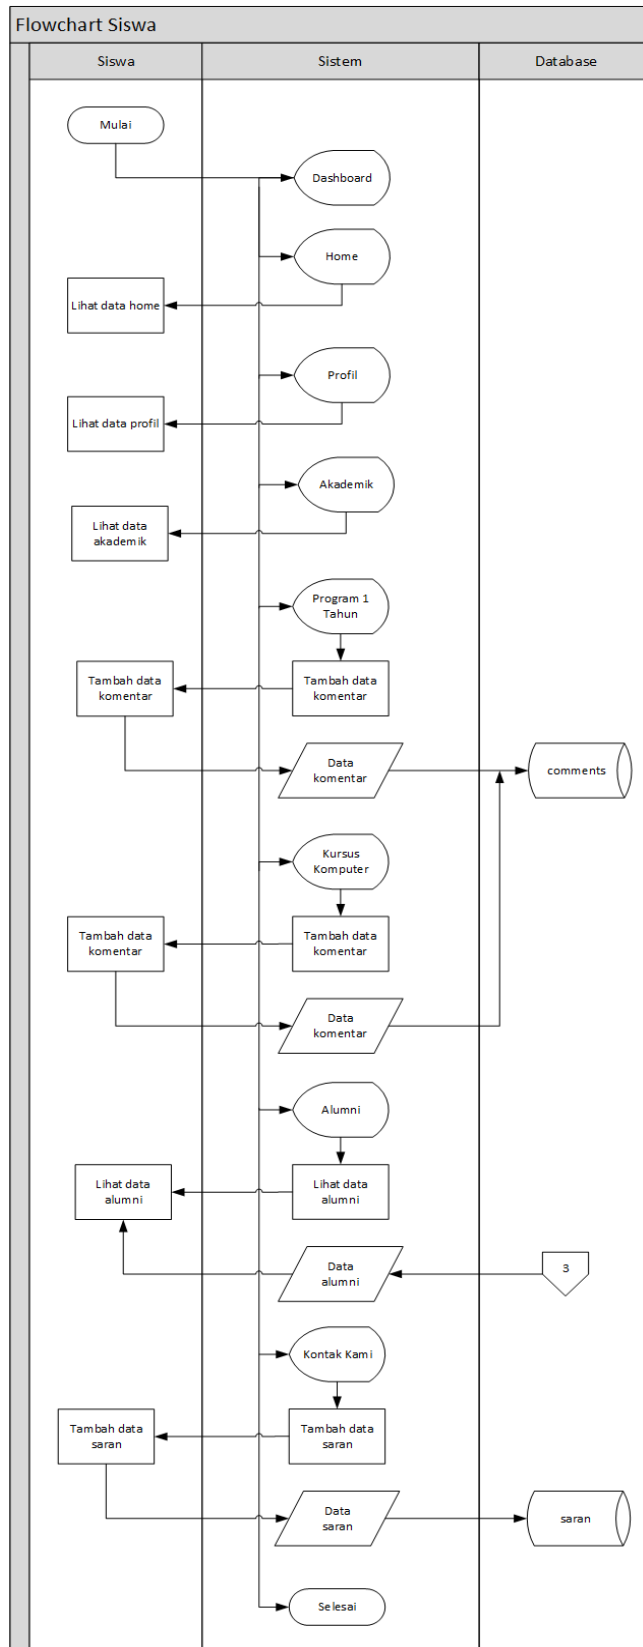 Flowchart Siswa
Siswa
Sistem
Database
Mulai
Dashboard
Home
Lihat data home
Profil
Lihat data profil
Akademik
Lihat data
akademik
Program 1
Tahun
Tambah data
komentar
Tambah data
komentar
Data
komentar
comments
Kursus
Komputer
Tambah data
komentar
Tambah data
komentar
Data
komentar
Alumni
Lihat data
alumni
Lihat data
alumni
Data
alumni
3
Kontak Kami
Tambah data
saran
Tambah data
saran
Data
saran
saran
Selesai